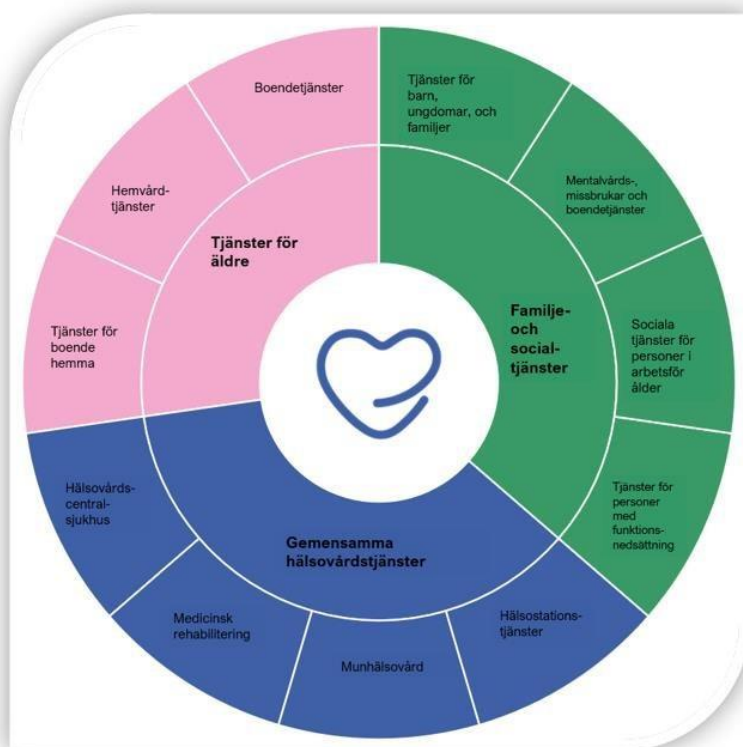 Boendetjänster
Hemvård-
tjänster
Tjänster för
boende
hemma
Tjänster för
äldre
Tjänster för
barn,
ungdomar, och
familjer
Mentalvårds-,
missbrukar och
boendetjänster
Sociala
tjänster för
personer i
arbetsför
ålder
Tjänster för
personer
med
funktions-
nedsättning
Familje-
och
social-
tjänster
Gemensamma
hälsovårdstjänster
Hälsovårds-
central-
sjukhus
Medicinsk
rehabilitering
Munhälsovård
Hälsostations-
tjänster